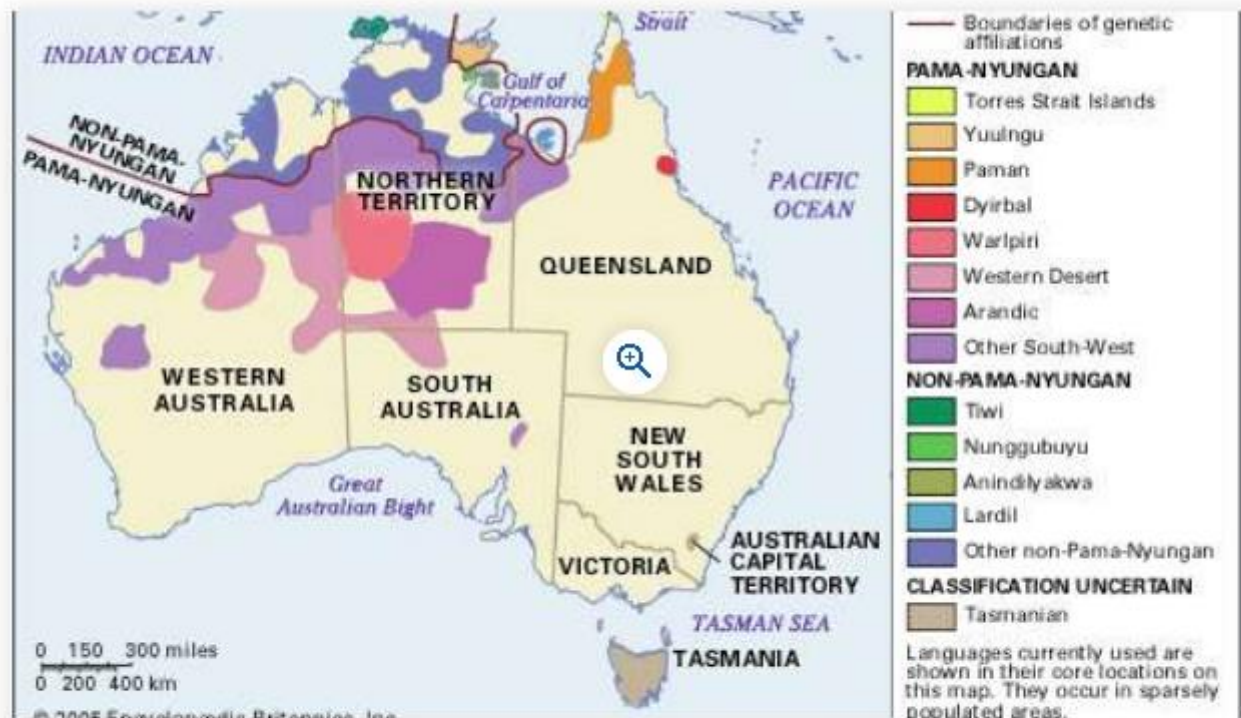 Strait
INDIAN OCEAN
Gulf of
Carpentaria
NON-PAMA-
NYUNGAN
PAMA-NYUNGAN
NORTHERN
TERRITORY
PACIFIC
OCEAN
QUEENSLAND
WESTERN
AUSTRALIA
SOUTH
AUSTRALIA
NEW
SOUTH
WALES
Great
Australian Bight
AUSTRALIAN
CAPITAL
TERRITORY
VICTORIA
TASMAN SEA
TASMANIA
0 150 300 miles
0 200 400 km
© 2005 Encyclopædia Britannica, Inc.
Boundaries of genetic
affiliations
PAMA-NYUNGAN
Torres Strait Islands
Yuulngu
Paman
Dyirbal
Warlpiri
Western Desert
Arandic
Other South-West
NON-PAMA-NYUNGAN
Tiwi
Nunggubuyu
Anindilyakwa
Lardil
Other non-Pama-Nyungan
CLASSIFICATION UNCERTAIN
Tasmanian
Languages currently used are
shown in their core locations on
this map. They occur in sparsely
populated areas.